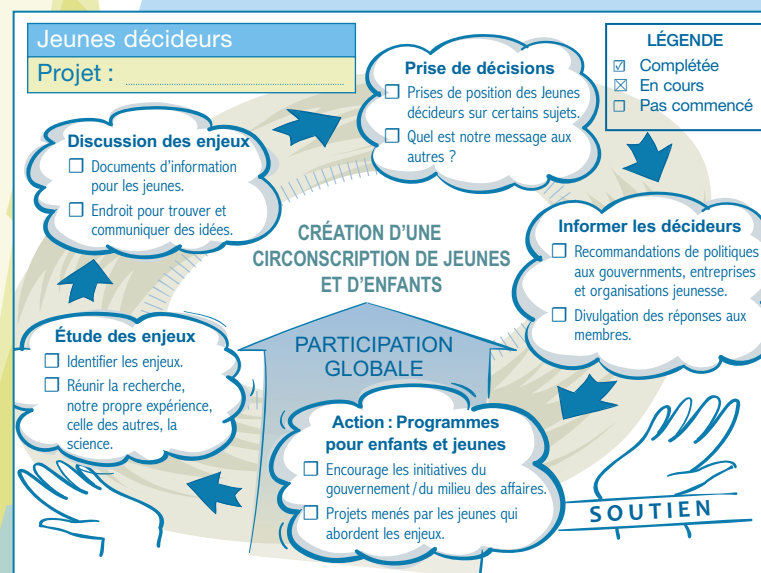 Jeunes décideurs
Projet :
LÉGENDE
☑ Complétée
☒ En cours
☐ Pas commencé
Prise de décisions
☐ Prises de position des Jeunes
décideurs sur certains sujets.
☐ Quel est notre message aux
autres ?
Discussion des enjeux
☐ Documents d'information
pour les jeunes.
☐ Endroit pour trouver et
communiquer des idées.
Informer les décideurs
☐ Recommandations de politiques
aux gouvernments, entreprises
et organisations jeunesse.
☐ Divulgation des réponses aux
membres.
CRÉATION D'UNE
CIRCONSCRIPTION DE JEUNES
ET D'ENFANTS
PARTICIPATION
GLOBALE
Étude des enjeux
☐ Identifier les enjeux.
☐ Réunir la recherche,
notre propre expérience,
celle des autres, la
science.
Action : Programmes
pour enfants et jeunes
☐ Encourage les initiatives du
gouvernement / du milieu des affaires.
☐ Projets menés par les jeunes qui
abordent les enjeux.
SOUTIEN